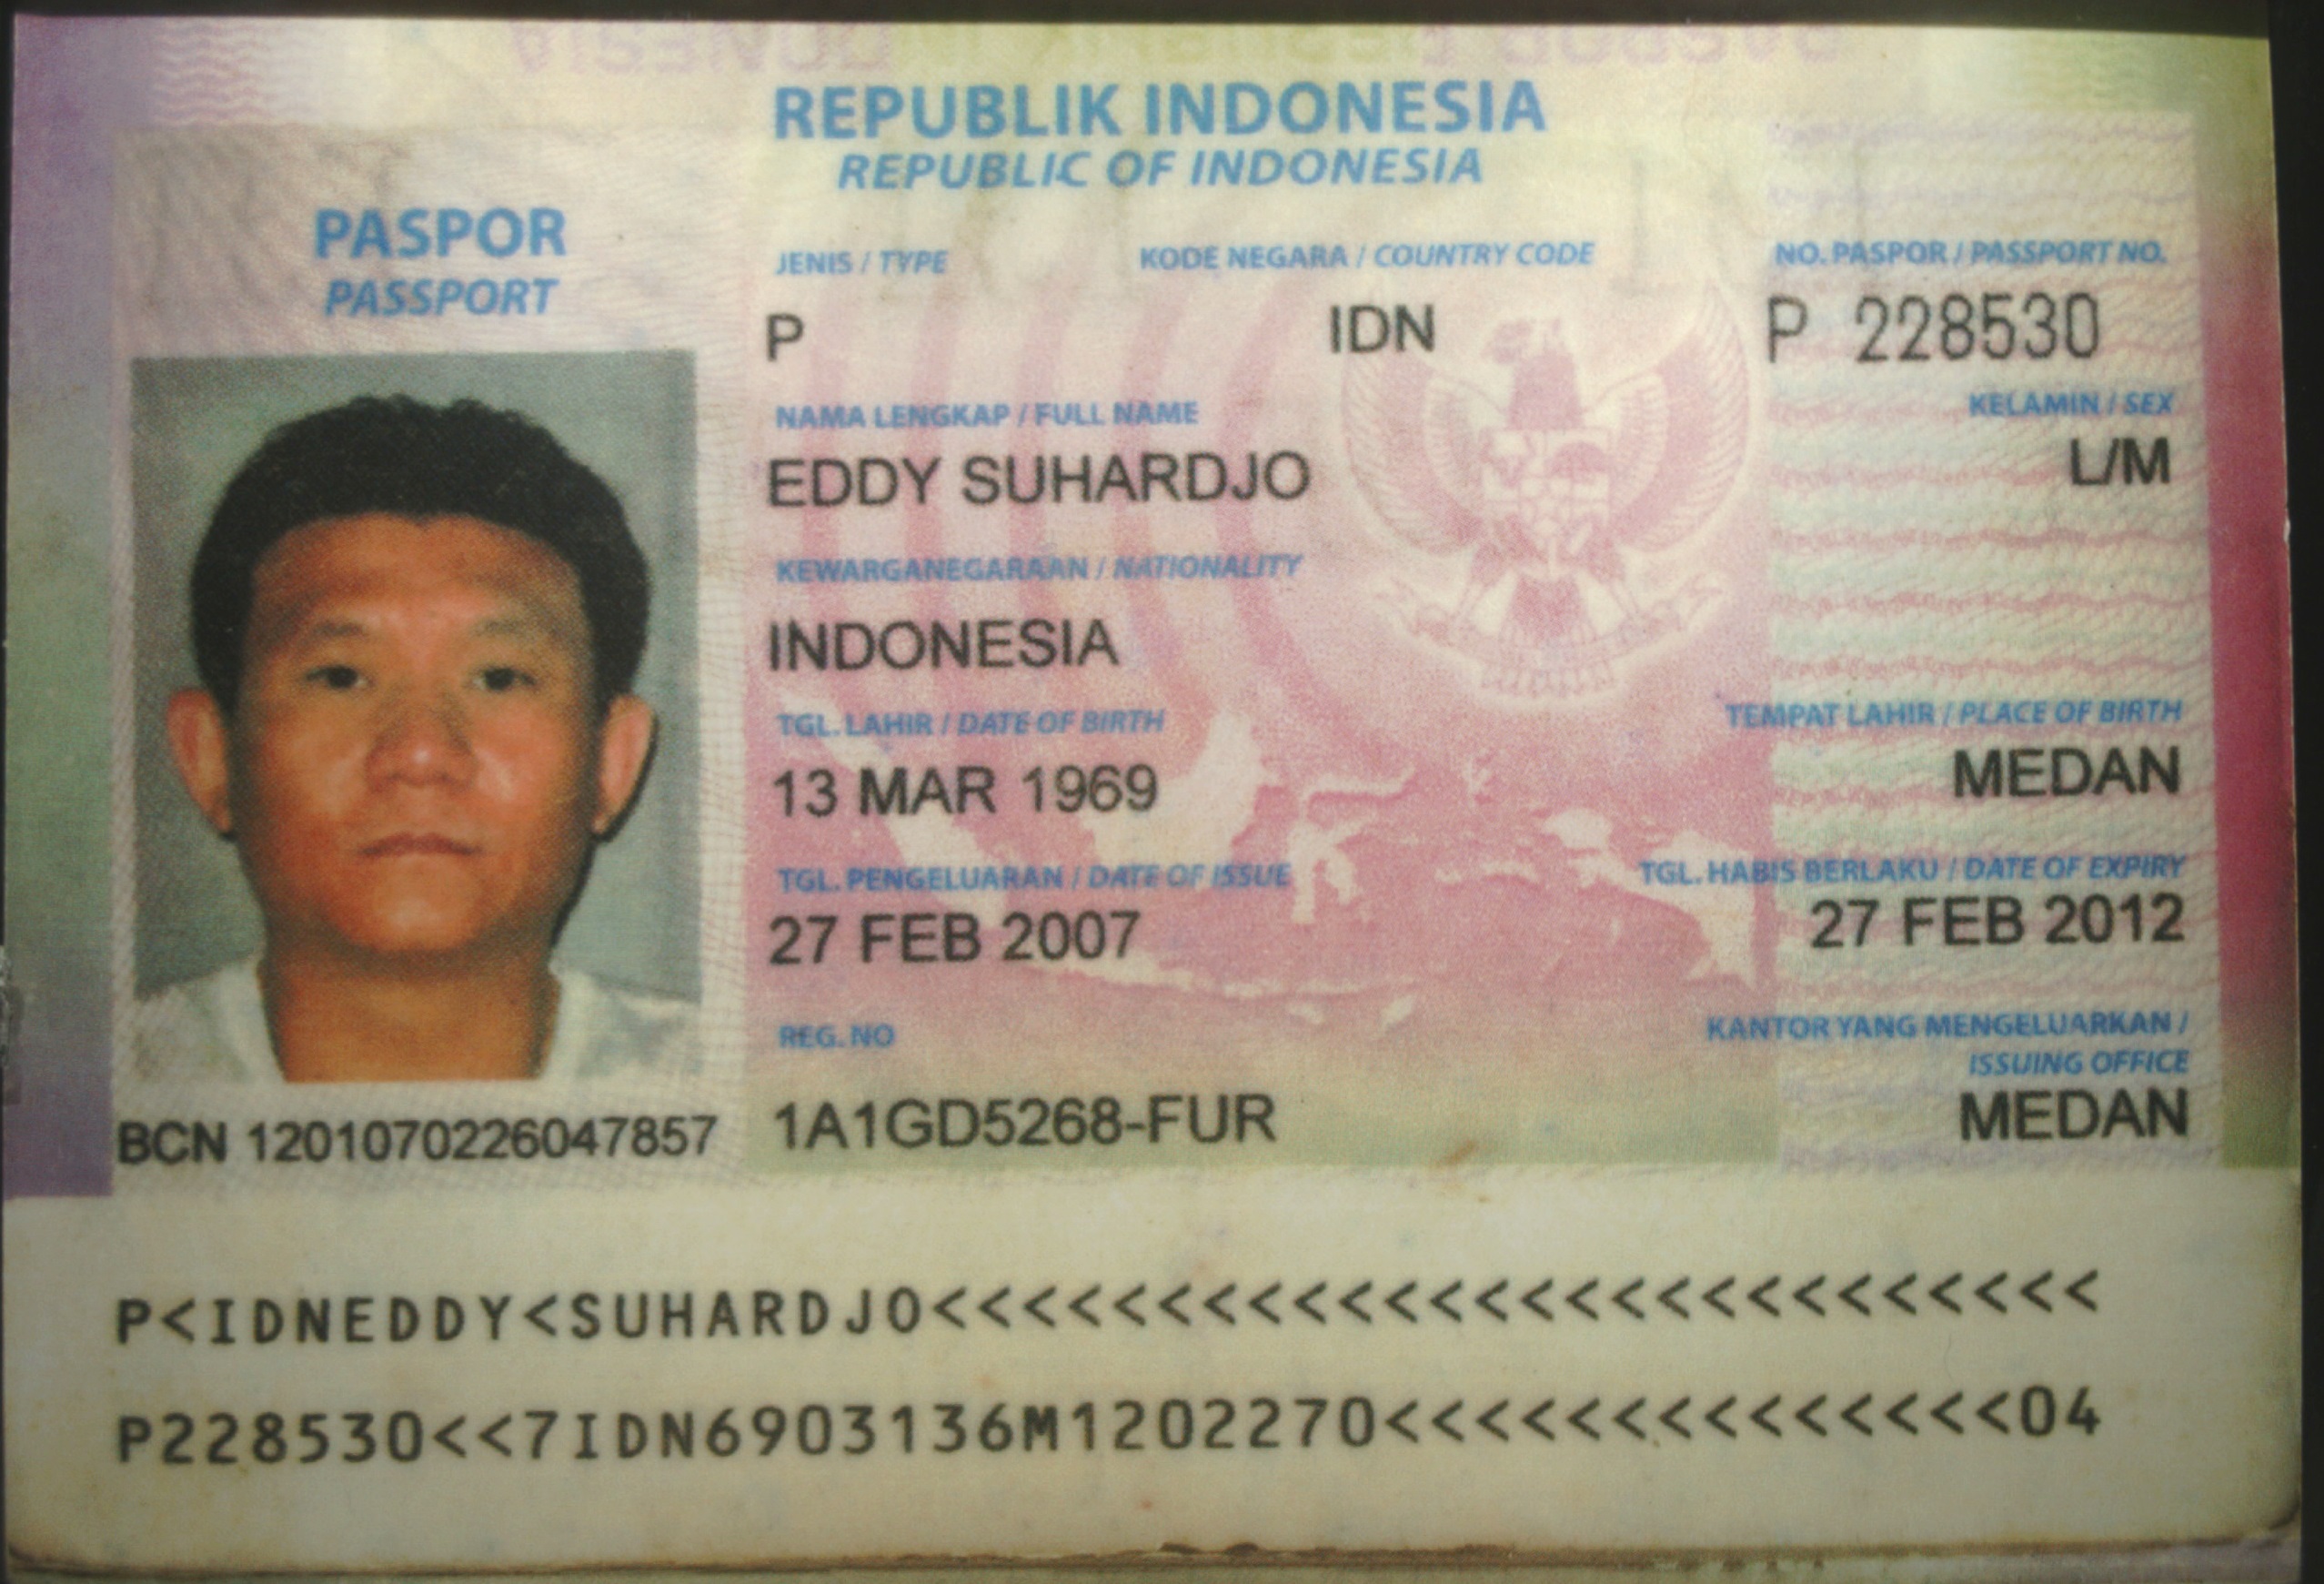 REPUBLIK INDONESIA
REPUBLIC OF INDONESIA
PASPOR
PASSPORT
JENIS / TYPE KODE NEGARA / COUNTRY CODE NO. PASPOR / PASSPORT NO.
P IDN P 228530
NAMA LENGKAP / FULL NAME KELAMIN / SEX
EDDY SUHARDJO L/M
KEWARGANEGARAAN / NATIONALITY
INDONESIA
TGL. LAHIR / DATE OF BIRTH TEMPAT LAHIR / PLACE OF BIRTH
13 MAR 1969 MEDAN
TGL. PENGELUARAN / DATE OF ISSUE TGL. HABIS BERLAKU / DATE OF EXPIRY
27 FEB 2007 27 FEB 2012
REG. NO KANTOR YANG MENGELUARKAN /
ISSUING OFFICE
BCN 1201070226047857 1A1GD5268-FUR MEDAN
P<IDNEDDY<SUHARDJO<<<<<<<<<<<<<<<<<<<<<<<<<<
P228530<<7IDN6903136M1202270<<<<<<<<<<<<<<04